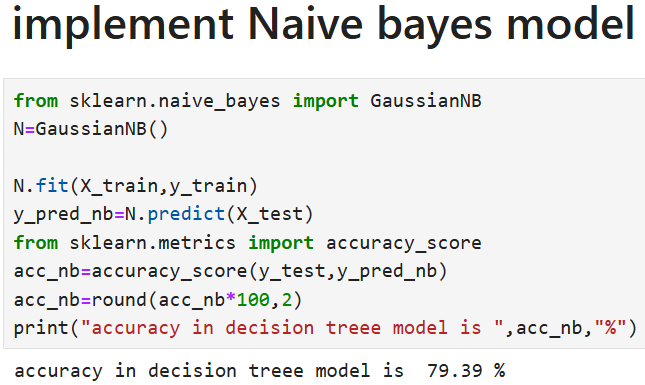 implement Naive bayes model
from sklearn.naive_bayes import GaussianNB
N=GaussianNB()
N.fit(X_train,y_train)
y_pred_nb=N.predict(X_test)
from sklearn.metrics import accuracy_score
acc_nb=accuracy_score(y_test,y_pred_nb)
acc_nb=round(acc_nb*100,2)
print("accuracy in decision treee model is ",acc_nb,"%")
accuracy in decision treee model is  79.39 %